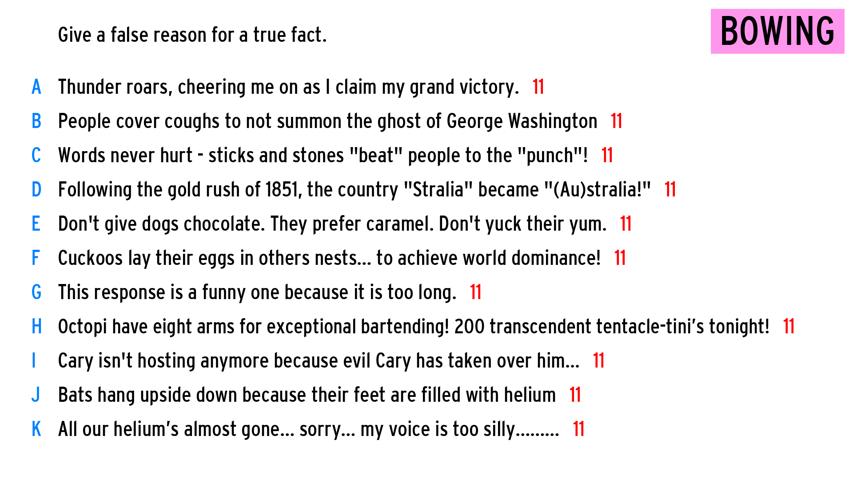 Give a false reason for a true fact.
BOWING
A Thunder roars, cheering me on as I claim my grand victory. 11
B People cover coughs to not summon the ghost of George Washington 11
C Words never hurt - sticks and stones "beat" people to the "punch"! 11
D Following the gold rush of 1851, the country "Stralia" became "(Au)stralia!" 11
E Don't give dogs chocolate. They prefer caramel. Don't yuck their yum. 11
F Cuckoos lay their eggs in others nests... to achieve world dominance! 11
G This response is a funny one because it is too long. 11
H Octopi have eight arms for exceptional bartending! 200 transcendent tentacle-tini’s tonight! 11
I Cary isn't hosting anymore because evil Cary has taken over him... 11
J Bats hang upside down because their feet are filled with helium 11
K All our helium’s almost gone... sorry... my voice is too silly......... 11